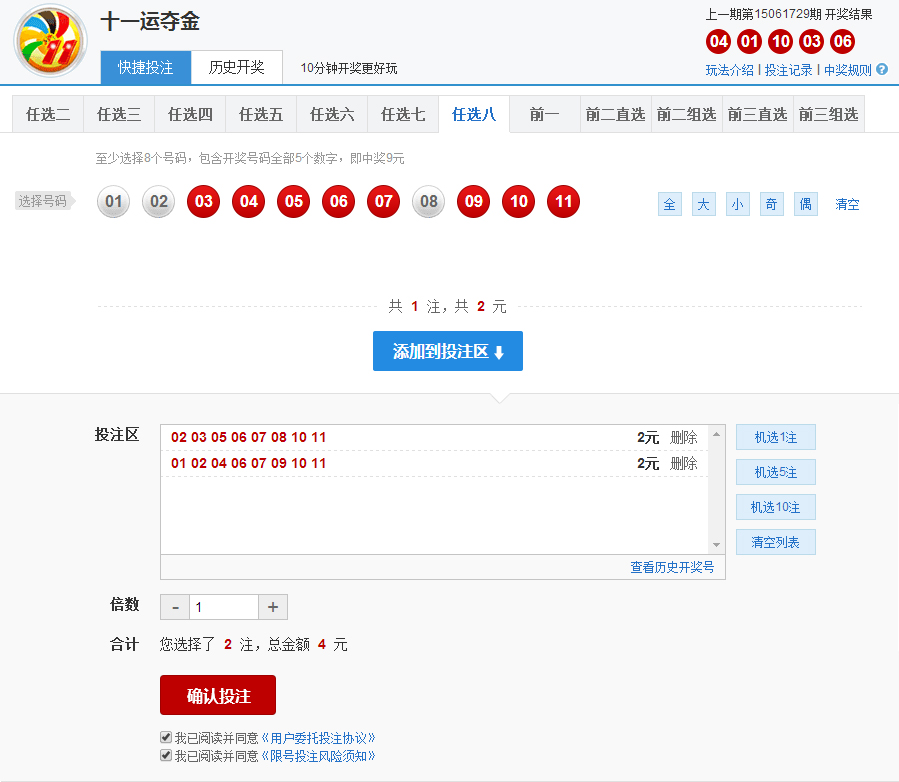 十一运夺金
上一期第15061729期 开奖结果
04 01 10 03 06
快捷投注 历史开奖 10分钟开奖更好玩
玩法介绍 | 投注记录 | 中奖规则 ?
11
任选二 任选三 任选四 任选五 任选六 任选七 任选八 前一 前二直选 前二组选 前三直选 前三组选
至少选择8个号码，包含开奖号码全部5个数字，即中奖9元
选择号码 01 02 03 04 05 06 07 08 09 10 11 全 大 小 奇 偶 清空
共 1 注，共 2 元
添加到投注区
投注区
02 03 05 06 07 08 10 11 2元 删除
01 02 04 06 07 09 10 11 2元 删除
机选1注
机选5注
机选10注
清空列表
查看历史开奖号
倍数 - 1 +
合计 您选择了 2 注，总金额 4 元
确认投注
我已阅读并同意《用户委托投注协议》
我已阅读并同意《限号投注风险须知》